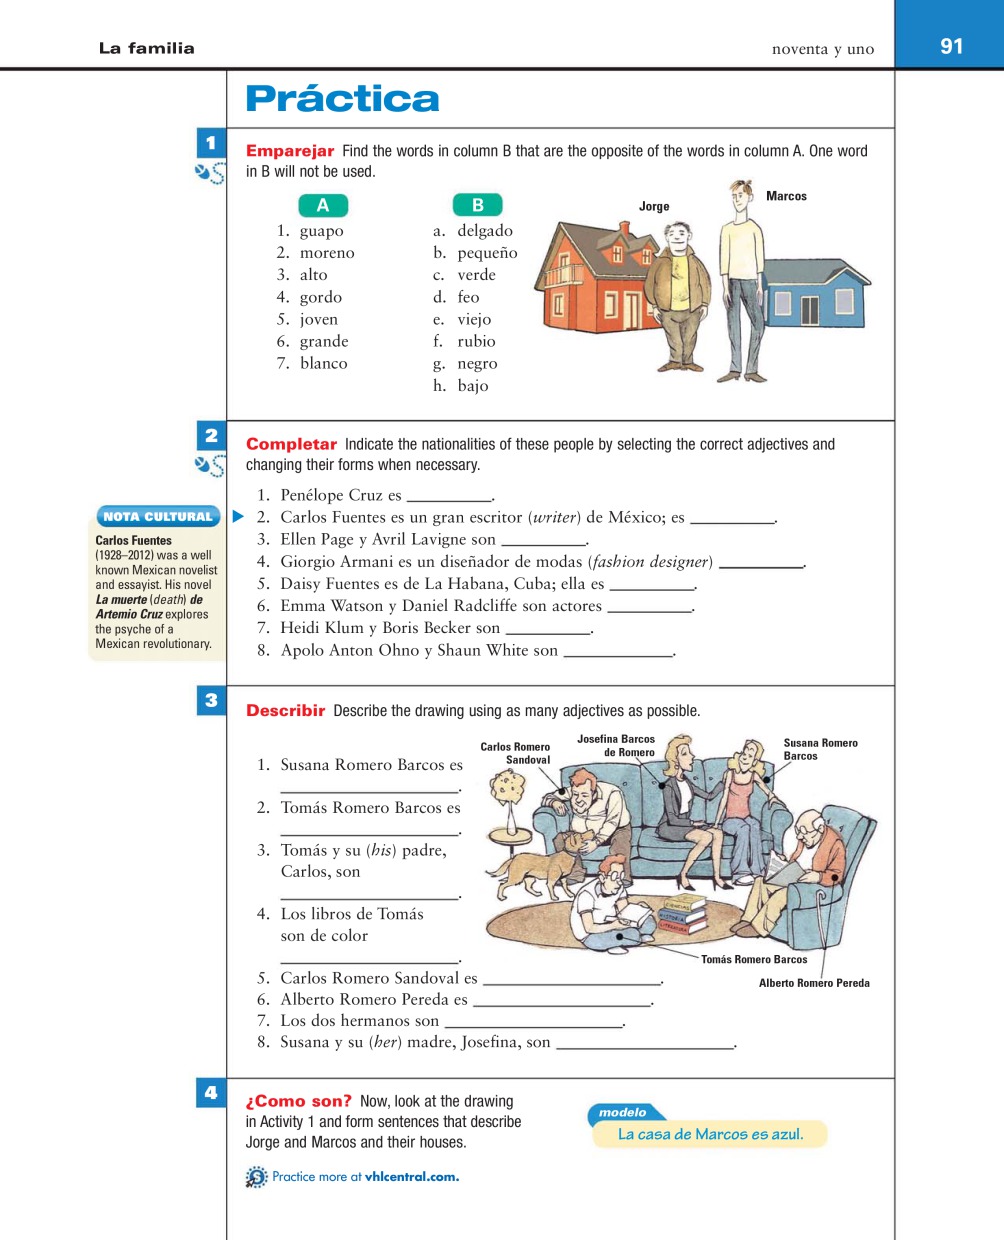 La familia
noventa y uno
91
Práctica
1
Emparejar Find the words in column B that are the opposite of the words in column A. One word
in B will not be used.
A
1. guapo
2. moreno
3. alto
4. gordo
5. joven
6. grande
7. blanco
B
a. delgado
b. pequeño
c. verde
d. feo
e. viejo
f. rubio
g. negro
h. bajo
Jorge
Marcos
2
Completar Indicate the nationalities of these people by selecting the correct adjectives and
changing their forms when necessary.
1. Penélope Cruz es __________.
2. Carlos Fuentes es un gran escritor (writer) de México; es __________.
3. Ellen Page y Avril Lavigne son __________.
4. Giorgio Armani es un diseñador de modas (fashion designer) __________.
5. Daisy Fuentes es de La Habana, Cuba; ella es __________.
6. Emma Watson y Daniel Radcliffe son actores __________.
7. Heidi Klum y Boris Becker son __________.
8. Apolo Anton Ohno y Shaun White son __________.
NOTA CULTURAL
Carlos Fuentes
(1928–2012) was a well
known Mexican novelist
and essayist. His novel
La muerte (death) de
Artemio Cruz explores
the psyche of a
Mexican revolutionary.
3
Describir Describe the drawing using as many adjectives as possible.
1. Susana Romero Barcos es
__________.
2. Tomás Romero Barcos es
__________.
3. Tomás y su (his) padre,
Carlos, son
__________.
4. Los libros de Tomás
son de color
__________.
5. Carlos Romero Sandoval es __________.
6. Alberto Romero Pereda es __________.
7. Los dos hermanos son __________.
8. Susana y su (her) madre, Josefina, son __________.
Carlos Romero
Sandoval
Josefina Barcos
de Romero
Susana Romero
Barcos
CIENCIAS
HISTORIA
LITERATURA
Tomás Romero Barcos
Alberto Romero Pereda
4
¿Como son? Now, look at the drawing
in Activity 1 and form sentences that describe
Jorge and Marcos and their houses.
modelo
La casa de Marcos es azul.
Practice more at vhlcentral.com.